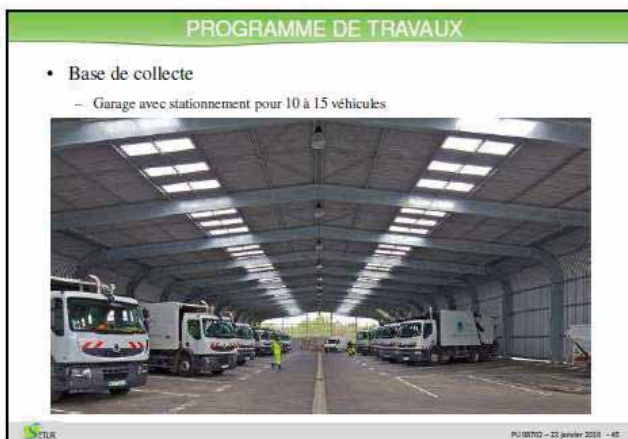 PROGRAMME DE TRAVAUX
• Base de collecte
– Garage avec stationnement pour 10 à 15 véhicules